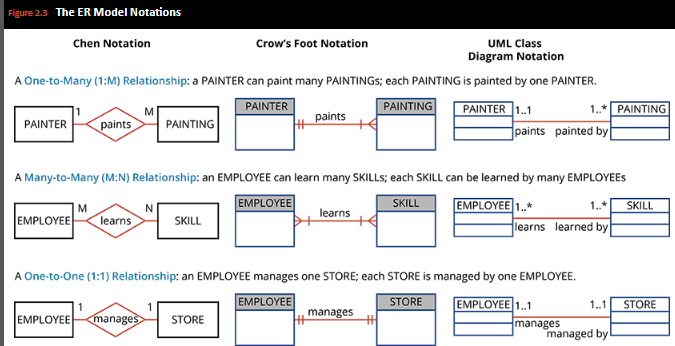 Figure 2.3 The ER Model Notations
Chen Notation
Crow's Foot Notation
UML Class
Diagram Notation
A One-to-Many (1:M) Relationship: a PAINTER can paint many PAINTINGs; each PAINTING is painted by one PAINTER.
PAINTER 1 paints M PAINTING
PAINTER paints PAINTING
PAINTER 1..1 1..* PAINTING
paints painted by
A Many-to-Many (M:N) Relationship: an EMPLOYEE can learn many SKILLs; each SKILL can be learned by many EMPLOYEEs
EMPLOYEE M learns N SKILL
EMPLOYEE learns SKILL
EMPLOYEE 1..* 1..* SKILL
learns learned by
A One-to-One (1:1) Relationship: an EMPLOYEE manages one STORE; each STORE is managed by one EMPLOYEE.
EMPLOYEE 1 manages 1 STORE
EMPLOYEE manages STORE
EMPLOYEE 1..1 1..1 STORE
manages
managed by